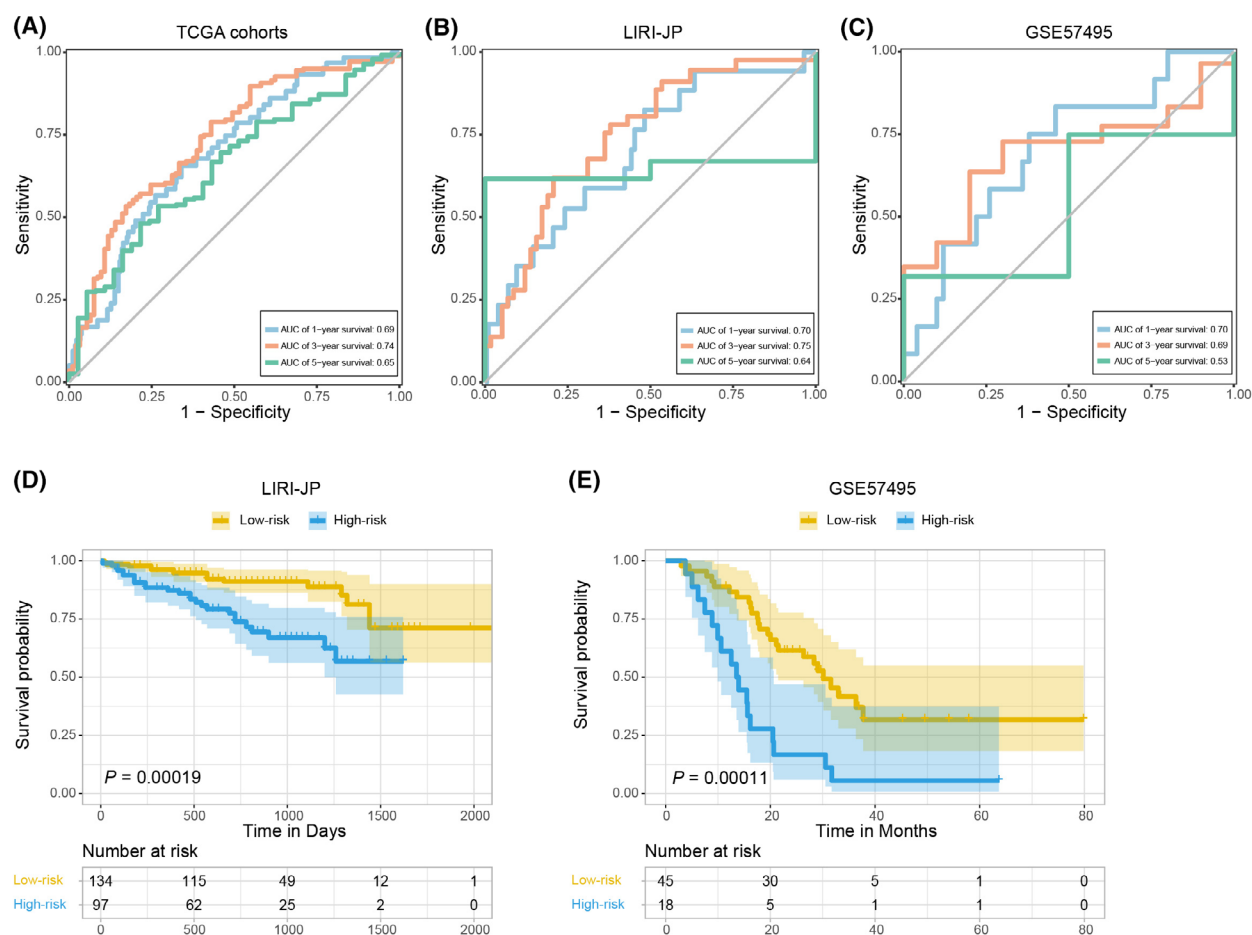 (A)
TCGA cohorts
1.00
0.75
0.50
0.25
0.00
Sensitivity
AUC of 1-year survival: 0.69
AUC of 3-year survival: 0.74
AUC of 5-year survival: 0.65
0.00 0.25 0.50 0.75 1.00
1 − Specificity
(B)
LIRI-JP
1.00
0.75
0.50
0.25
0.00
Sensitivity
AUC of 1-year survival: 0.70
AUC of 3-year survival: 0.75
AUC of 5-year survival: 0.64
0.00 0.25 0.50 0.75 1.00
1 − Specificity
(C)
GSE57495
1.00
0.75
0.50
0.25
0.00
Sensitivity
AUC of 1-year survival: 0.70
AUC of 3-year survival: 0.69
AUC of 5-year survival: 0.53
0.00 0.25 0.50 0.75 1.00
1 − Specificity
(D)
LIRI-JP
Low-risk High-risk
1.00
0.75
0.50
0.25
0.00
Survival probability
P = 0.00019
0 500 1000 1500 2000
Time in Days
Number at risk
Low-risk 134 115 49 12 1
High-risk 97 62 25 2 0
0 500 1000 1500 2000
(E)
GSE57495
Low-risk High-risk
1.00
0.75
0.50
0.25
0.00
Survival probability
P = 0.00011
0 20 40 60 80
Time in Months
Number at risk
Low-risk 45 30 5 1 0
High-risk 18 5 1 1 0
0 20 40 60 80